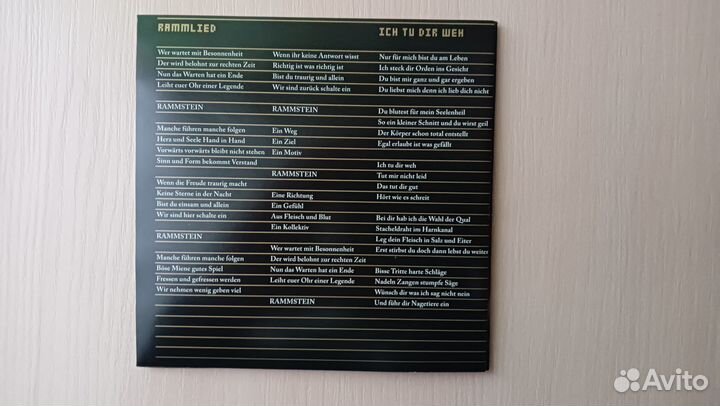 RAMMLIED
Wer wartet mit Besonnenheit
Der wird belohnt zur rechten Zeit
Nun das Warten hat ein Ende
Leiht euer Ohr einer Legende
RAMMSTEIN
Manche führen manche folgen
Herz und Seele Hand in Hand
Vorwärts vorwärts bleibt nicht stehen
Sinn und Form bekommt Verstand
Wenn die Freude traurig macht
Keine Sterne in der Nacht
Bist du einsam und allein
Wir sind hier schalte ein
RAMMSTEIN
Manche führen manche folgen
Böse Miene gutes Spiel
Fressen und gefressen werden
Wir nehmen wenig geben viel
Wenn ihr keine Antwort wisst
Richtig ist was richtig ist
Bist du traurig und allein
Wir sind zurück schalte ein
RAMMSTEIN
Ein Weg
Ein Ziel
Ein Motiv
RAMMSTEIN
Eine Richtung
Ein Gefühl
Aus Fleisch und Blut
Ein Kollektiv
Wer wartet mit Besonnenheit
Der wird belohnt zur rechten Zeit
Nun das Warten hat ein Ende
Leiht euer Ohr einer Legende
RAMMSTEIN
ICH TU DIR WEH
Nur für mich bist du am Leben
Ich steck dir Orden ins Gesicht
Du bist mir ganz und gar ergeben
Du liebst mich denn ich lieb dich nicht
Du blutest für mein Seelenheil
So ein kleiner Schnitt und du wirst geil
Der Körper schon total entstellt
Egal erlaubt ist was gefällt
Ich tu dir weh
Tut mir nicht leid
Das tut dir gut
Hört wie es schreit
Bei dir hab ich die Wahl der Qual
Stacheldraht im Harnkanal
Leg dein Fleisch in Salz und Eiter
Erst stirbst du doch dann lebst du weiter
Bisse Tritte harte Schläge
Nadeln Zangen stumpfe Säge
Wünsch dir was ich sag nicht nein
Und führ dir Nagetiere ein
Avito